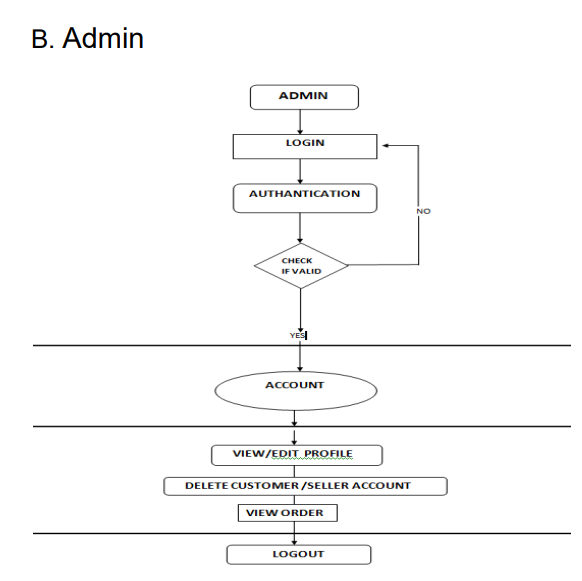 B. Admin
ADMIN
LOGIN
AUTHANTICATION
NO
CHECK
IF VALID
YES
ACCOUNT
VIEW/EDIT PROFILE
DELETE CUSTOMER/SELLER ACCOUNT
VIEW ORDER
LOGOUT